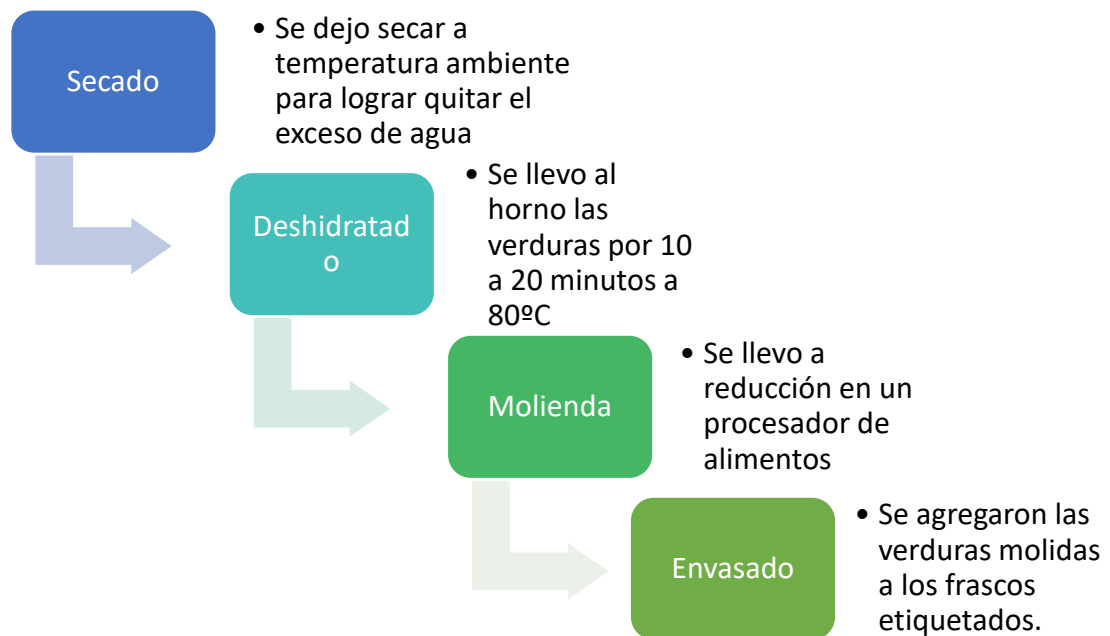 Secado
• Se dejo secar a
temperatura ambiente
para lograr quitar el
exceso de agua
Deshidratad
o
• Se llevo al
horno las
verduras por 10
a 20 minutos a
80ºC
Molienda
• Se llevo a
reducción en un
procesador de
alimentos
Envasado
• Se agregaron las
verduras molidas
a los frascos
etiquetados.